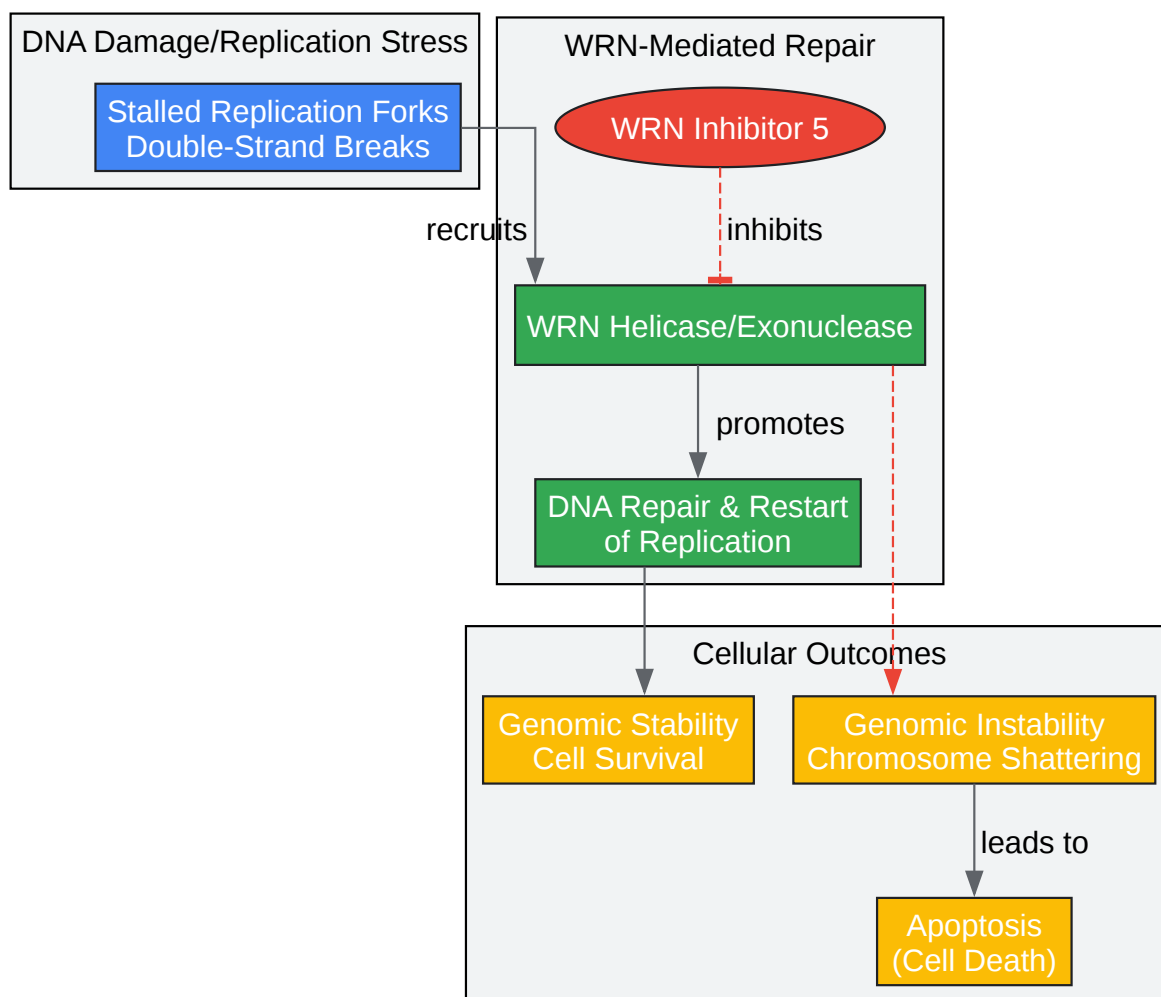 DNA Damage/Replication Stress
Stalled Replication Forks
Double-Strand Breaks
WRN-Mediated Repair
WRN Inhibitor 5
recruits
inhibits
WRN Helicase/Exonuclease
promotes
DNA Repair & Restart
of Replication
Cellular Outcomes
Genomic Stability
Cell Survival
Genomic Instability
Chromosome Shattering
leads to
Apoptosis
(Cell Death)